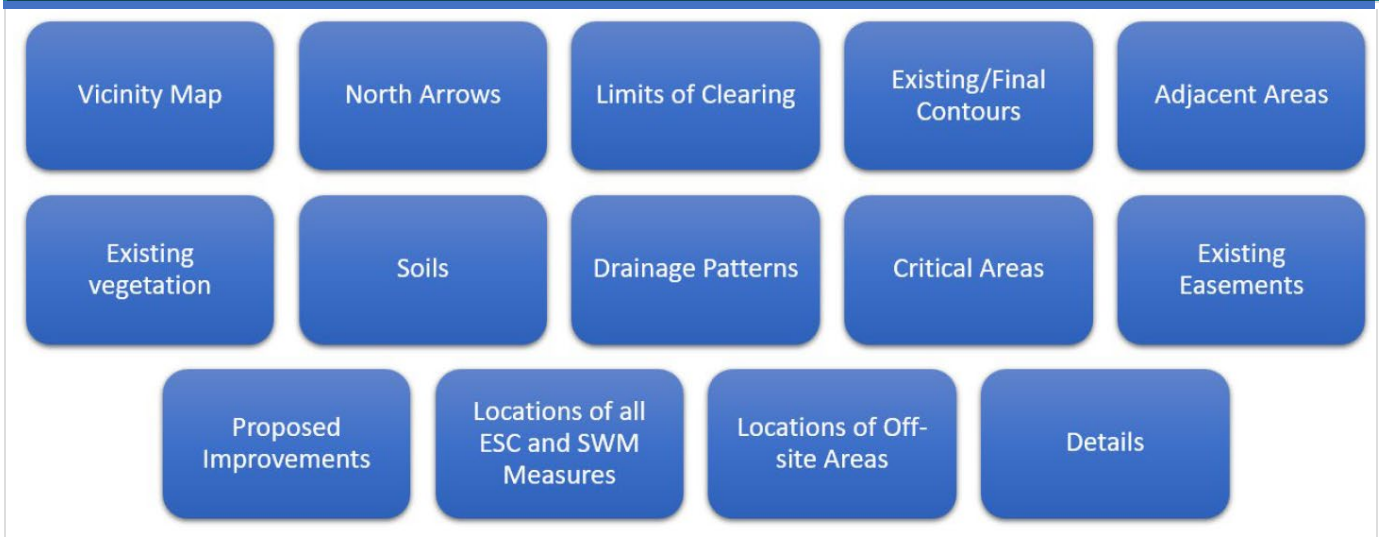 Vicinity Map
North Arrows
Limits of Clearing
Existing/Final
Contours
Adjacent Areas
Existing
vegetation
Soils
Drainage Patterns
Critical Areas
Existing
Easements
Proposed
Improvements
Locations of all
ESC and SWM
Measures
Locations of Off-
site Areas
Details